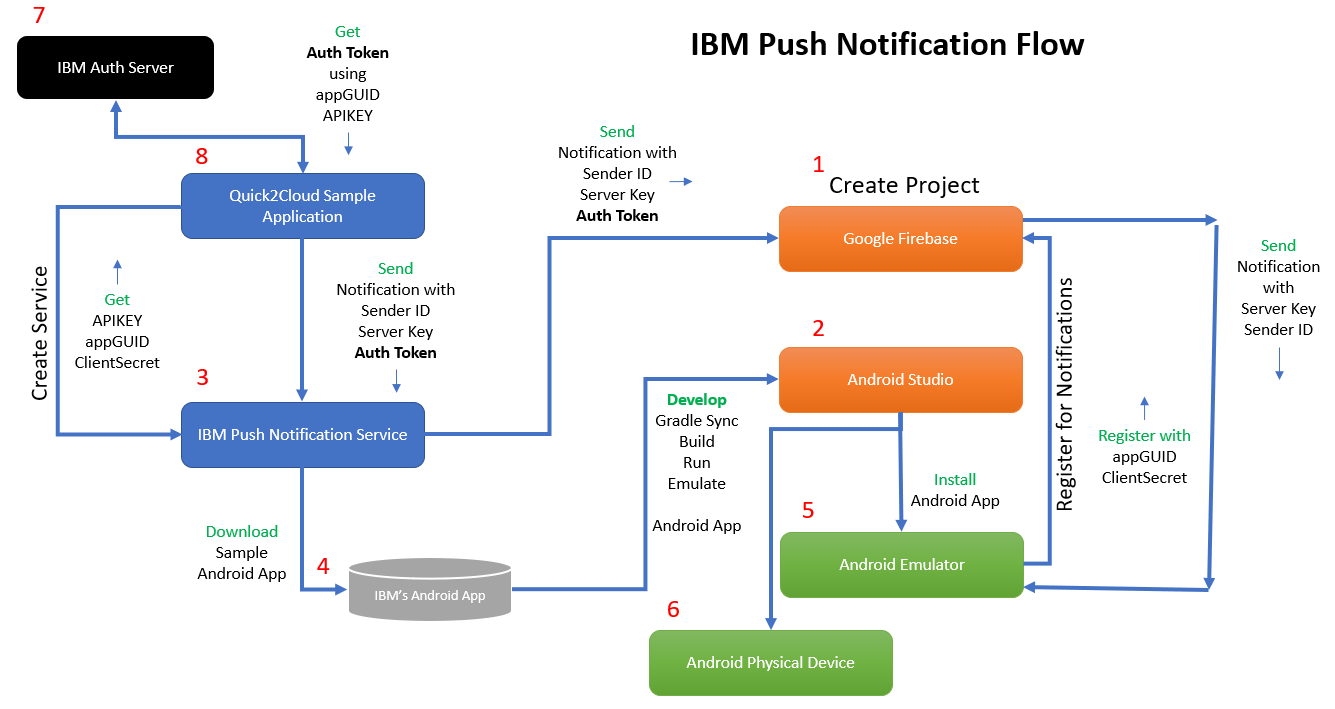 IBM Push Notification Flow
7
IBM Auth Server
Get
Auth Token
using
appGUID
APIKEY
8
Quick2Cloud Sample
Application
Create Service
Get
APIKEY
appGUID
ClientSecret
Send
Notification with
Sender ID
Server Key
Auth Token
3
IBM Push Notification Service
Download
Sample
Android App
4
IBM's Android App
Send
Notification with
Sender ID
Server Key
Auth Token
1
Create Project
Google Firebase
2
Android Studio
Develop
Gradle Sync
Build
Run
Emulate
Android App
Install
Android App
5
Android Emulator
6
Android Physical Device
Register for Notifications
Register with
appGUID
ClientSecret
Send
Notification
with
Server Key
Sender ID